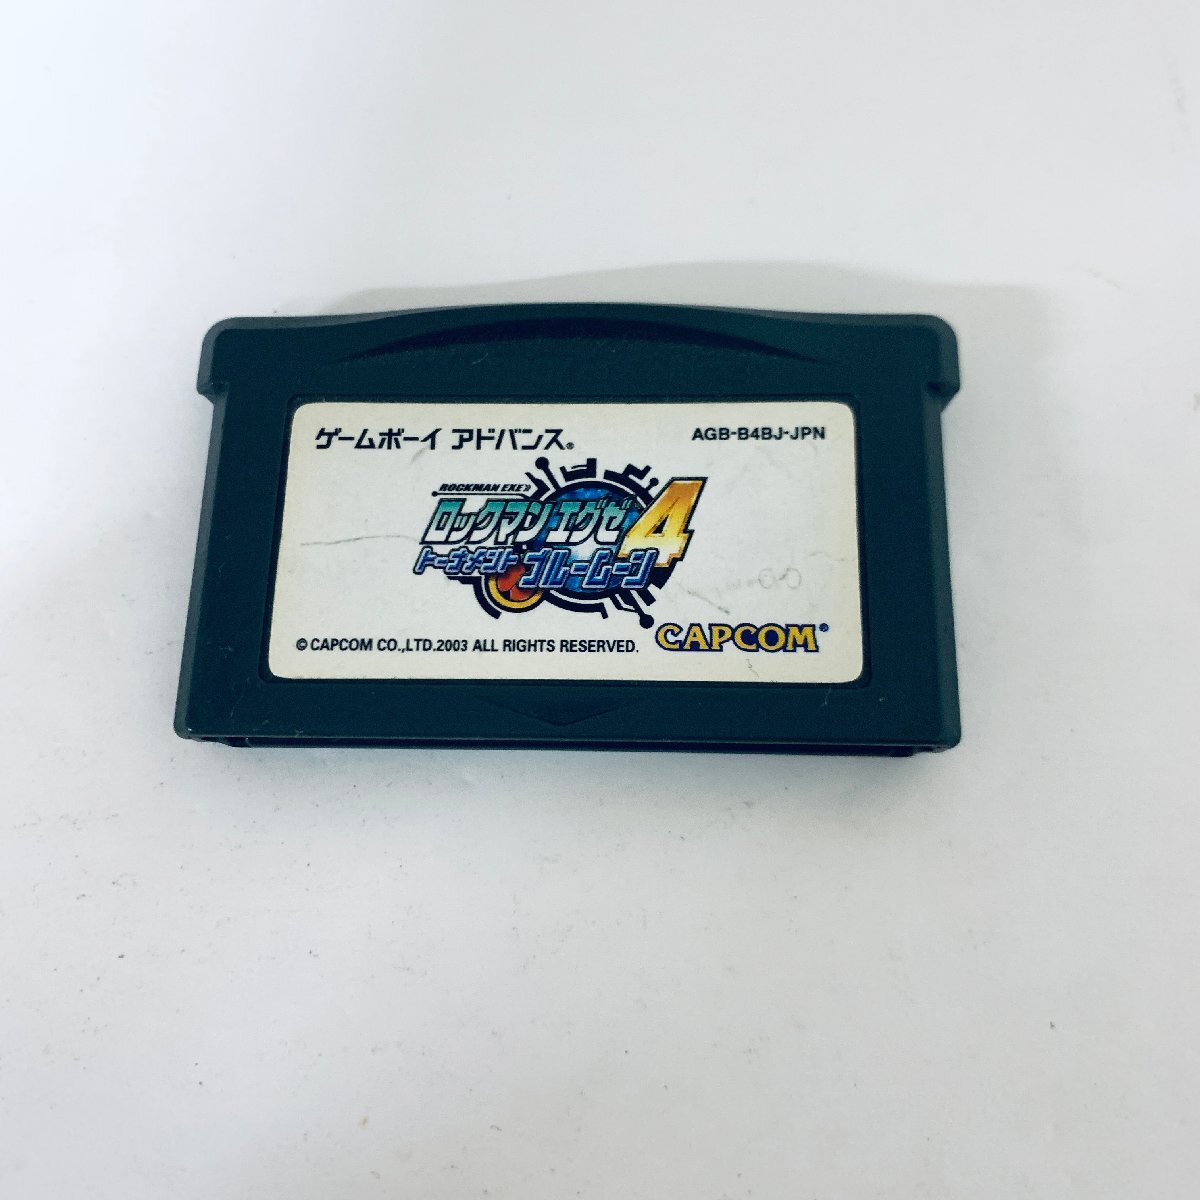 ゲームボーイ アドバンス®
AGB-B4BJ-JPN
ROCKMAN EXE
ロックマンエグゼ4
トーナメント ブルームーン
© CAPCOM CO.,LTD.2003 ALL RIGHTS RESERVED.
CAPCOM®